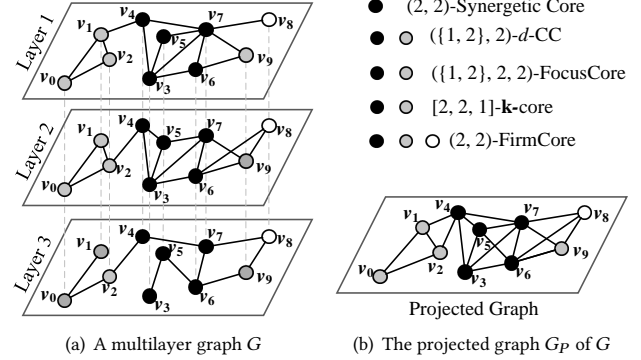 Layer 1
v4
v1
v5
v7
v8
v2
v0
v3
v6
v9
Layer 2
v4
v1
v5
v7
v8
v2
v0
v3
v6
v9
Layer 3
v4
v1
v5
v7
v8
v2
v0
v3
v6
v9
(a) A multilayer graph G
(2, 2)-Synergetic Core
({1, 2}, 2)-d-CC
({1, 2}, 2, 2)-FocusCore
[2, 2, 1]-k-core
(2, 2)-FirmCore
v4
v1
v5
v7
v8
v2
v0
v3
v6
v9
Projected Graph
(b) The projected graph GP of G